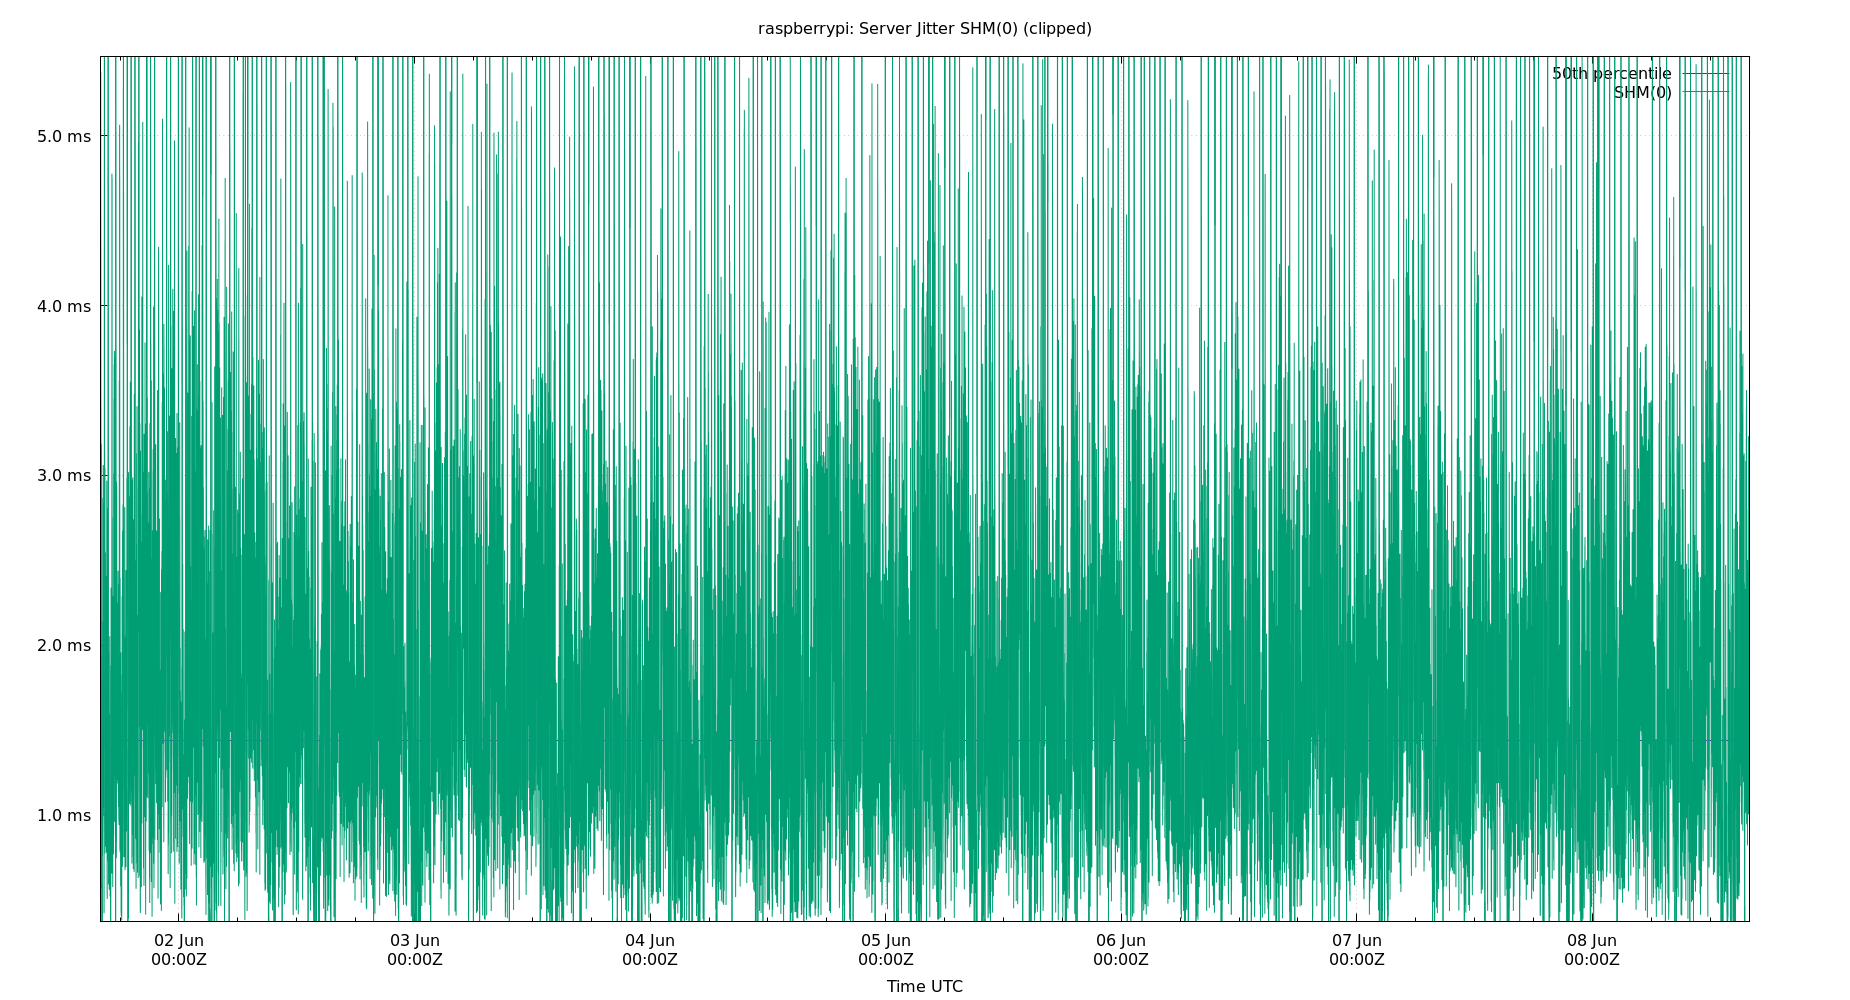 raspberrypi: Server Jitter SHM(0) (clipped)
50th percentile
SHM(0)
5.0 ms
4.0 ms
3.0 ms
2.0 ms
1.0 ms
02 Jun 03 Jun 04 Jun 05 Jun 06 Jun 07 Jun 08 Jun
00:00Z 00:00Z 00:00Z 00:00Z 00:00Z 00:00Z 00:00Z
Time UTC